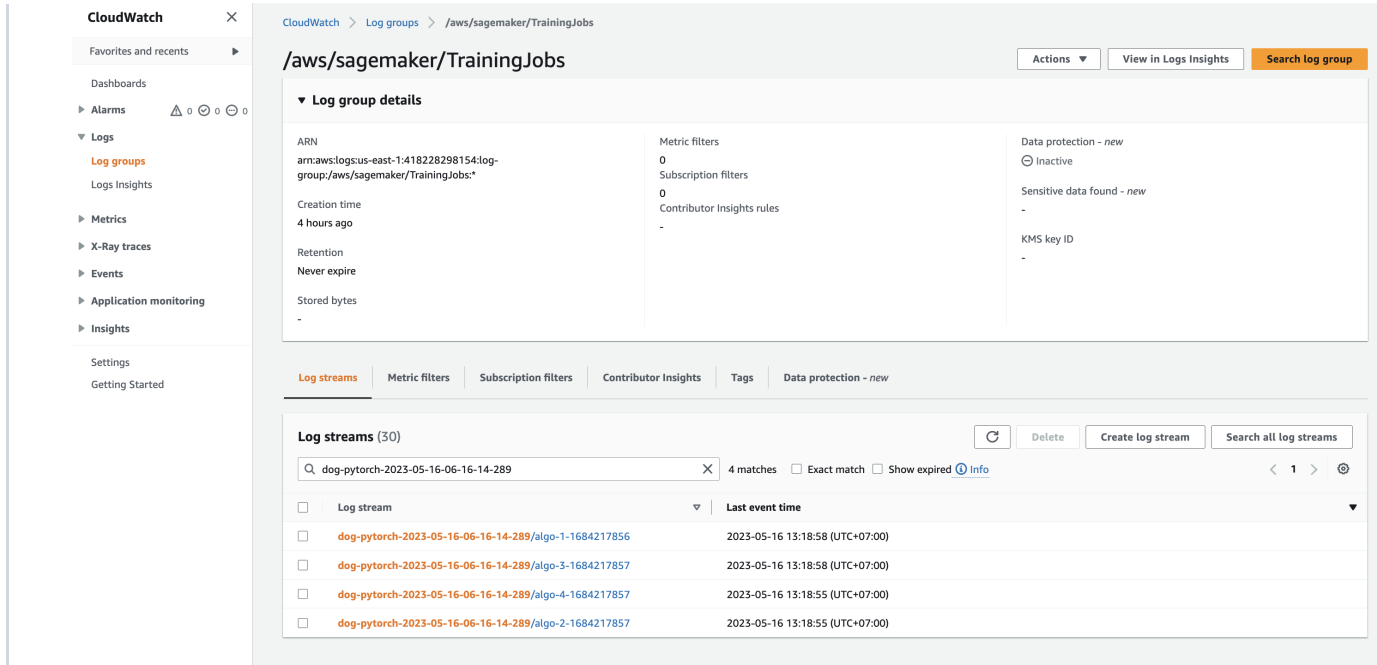 CloudWatch
Favorites and recents
Dashboards
Alarms 0 0 0
Logs
Log groups
Logs Insights
Metrics
X-Ray traces
Events
Application monitoring
Insights
Settings
Getting Started
CloudWatch > Log groups > /aws/sagemaker/TrainingJobs
/aws/sagemaker/TrainingJobs
Actions View in Logs Insights Search log group
Log group details
ARN
arn:aws:logs:us-east-1:418228298154:log-
group:/aws/sagemaker/TrainingJobs:*
Creation time
4 hours ago
Retention
Never expire
Stored bytes
-
Metric filters
0
Subscription filters
0
Contributor Insights rules
-
Data protection - new
Inactive
Sensitive data found - new
-
KMS key ID
-
Log streams Metric filters Subscription filters Contributor Insights Tags Data protection - new
Log streams (30)
Delete Create log stream Search all log streams
dog-pytorch-2023-05-16-06-16-14-289 4 matches Exact match Show expired Info 1
Log stream Last event time
dog-pytorch-2023-05-16-06-16-14-289/algo-1-1684217856 2023-05-16 13:18:58 (UTC+07:00)
dog-pytorch-2023-05-16-06-16-14-289/algo-3-1684217857 2023-05-16 13:18:58 (UTC+07:00)
dog-pytorch-2023-05-16-06-16-14-289/algo-4-1684217857 2023-05-16 13:18:55 (UTC+07:00)
dog-pytorch-2023-05-16-06-16-14-289/algo-2-1684217857 2023-05-16 13:18:55 (UTC+07:00)